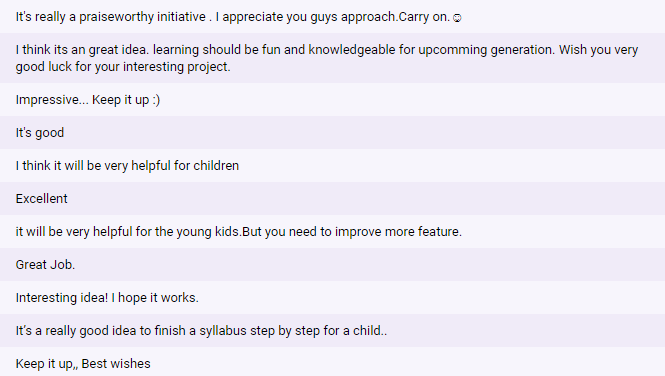 It's really a praiseworthy initiative . I appreciate you guys approach.Carry on.☺
I think its an great idea. learning should be fun and knowledgeable for upcomming generation. Wish you very
good luck for your interesting project.
Impressive... Keep it up :)
It's good
I think it will be very helpful for children
Excellent
it will be very helpful for the young kids.But you need to improve more feature.
Great Job.
Interesting idea! I hope it works.
It's a really good idea to finish a syllabus step by step for a child..
Keep it up,, Best wishes